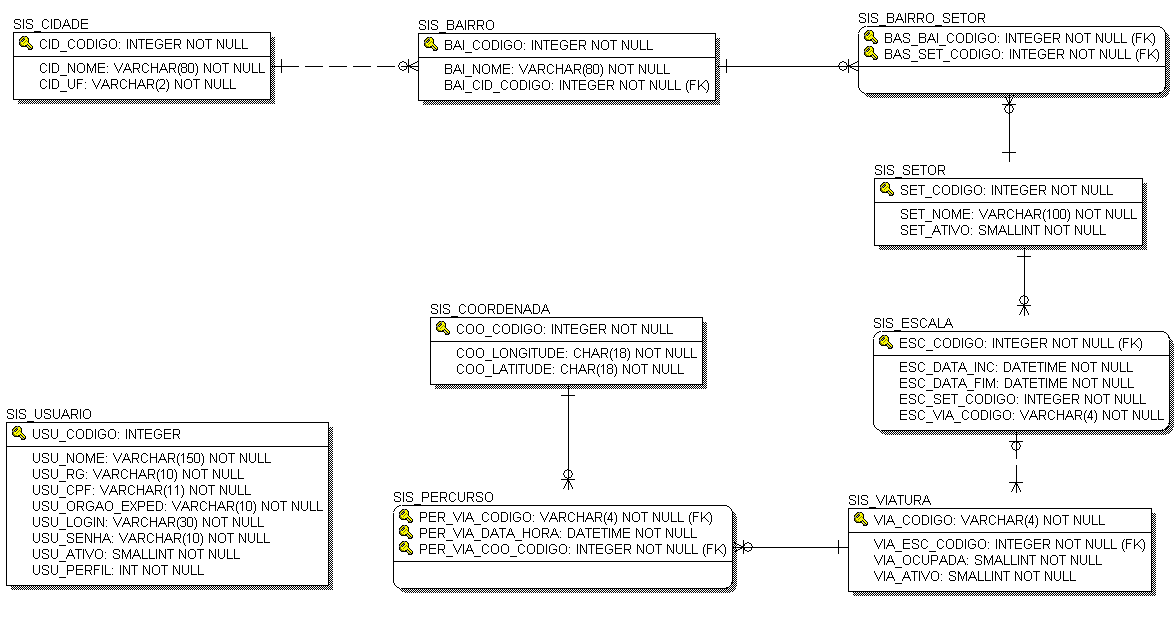 SIS_CIDADE
CID_CODIGO: INTEGER NOT NULL
CID_NOME: VARCHAR(80) NOT NULL
CID_UF: VARCHAR(2) NOT NULL
SIS_BAIRRO
BAI_CODIGO: INTEGER NOT NULL
BAI_NOME: VARCHAR(80) NOT NULL
BAI_CID_CODIGO: INTEGER NOT NULL (FK)
SIS_BAIRRO_SETOR
BAS_BAI_CODIGO: INTEGER NOT NULL (FK)
BAS_SET_CODIGO: INTEGER NOT NULL (FK)
SIS_SETOR
SET_CODIGO: INTEGER NOT NULL
SET_NOME: VARCHAR(100) NOT NULL
SET_ATIVO: SMALLINT NOT NULL
SIS_COORDENADA
COO_CODIGO: INTEGER NOT NULL
COO_LONGITUDE: CHAR(18) NOT NULL
COO_LATITUDE: CHAR(18) NOT NULL
SIS_ESCALA
ESC_CODIGO: INTEGER NOT NULL (FK)
ESC_DATA_INC: DATETIME NOT NULL
ESC_DATA_FIM: DATETIME NOT NULL
ESC_SET_CODIGO: INTEGER NOT NULL
ESC_VIA_CODIGO: VARCHAR(4) NOT NULL
SIS_USUARIO
USU_CODIGO: INTEGER
USU_NOME: VARCHAR(150) NOT NULL
USU_RG: VARCHAR(10) NOT NULL
USU_CPF: VARCHAR(11) NOT NULL
USU_ORGAO_EXPED: VARCHAR(10) NOT NULL
USU_LOGIN: VARCHAR(30) NOT NULL
USU_SENHA: VARCHAR(10) NOT NULL
USU_ATIVO: SMALLINT NOT NULL
USU_PERFIL: INT NOT NULL
SIS_PERCURSO
PER_VIA_CODIGO: VARCHAR(4) NOT NULL (FK)
PER_VIA_DATA_HORA: DATETIME NOT NULL
PER_VIA_COO_CODIGO: INTEGER NOT NULL (FK)
SIS_VIATURA
VIA_CODIGO: VARCHAR(4) NOT NULL
VIA_ESC_CODIGO: INTEGER NOT NULL (FK)
VIA_OCUPADA: SMALLINT NOT NULL
VIA_ATIVO: SMALLINT NOT NULL